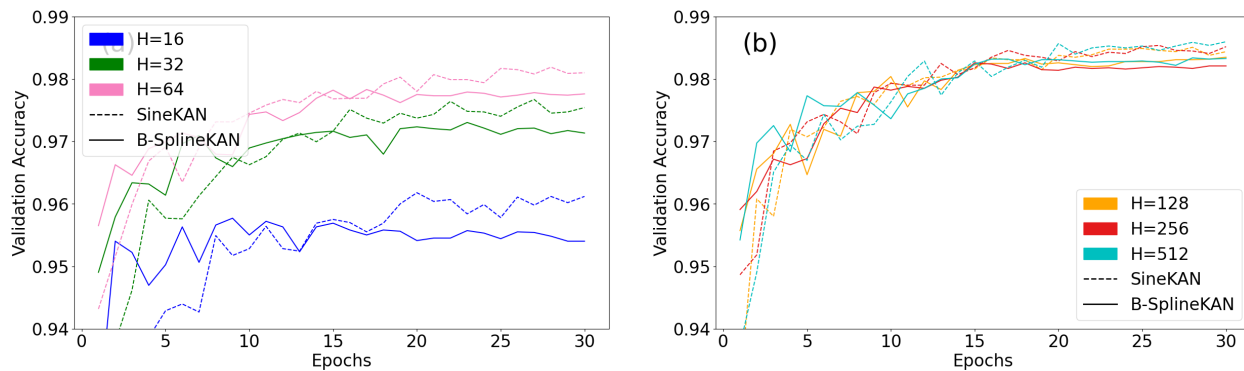 0.99
0.98
0.97
0.96
0.95
0.94
Validation Accuracy
0 5 10 15 20 25 30
Epochs
(a)
H=16
H=32
H=64
SineKAN
B-SplineKAN
0.99
0.98
0.97
0.96
0.95
0.94
Validation Accuracy
0 5 10 15 20 25 30
Epochs
(b)
H=128
H=256
H=512
SineKAN
B-SplineKAN